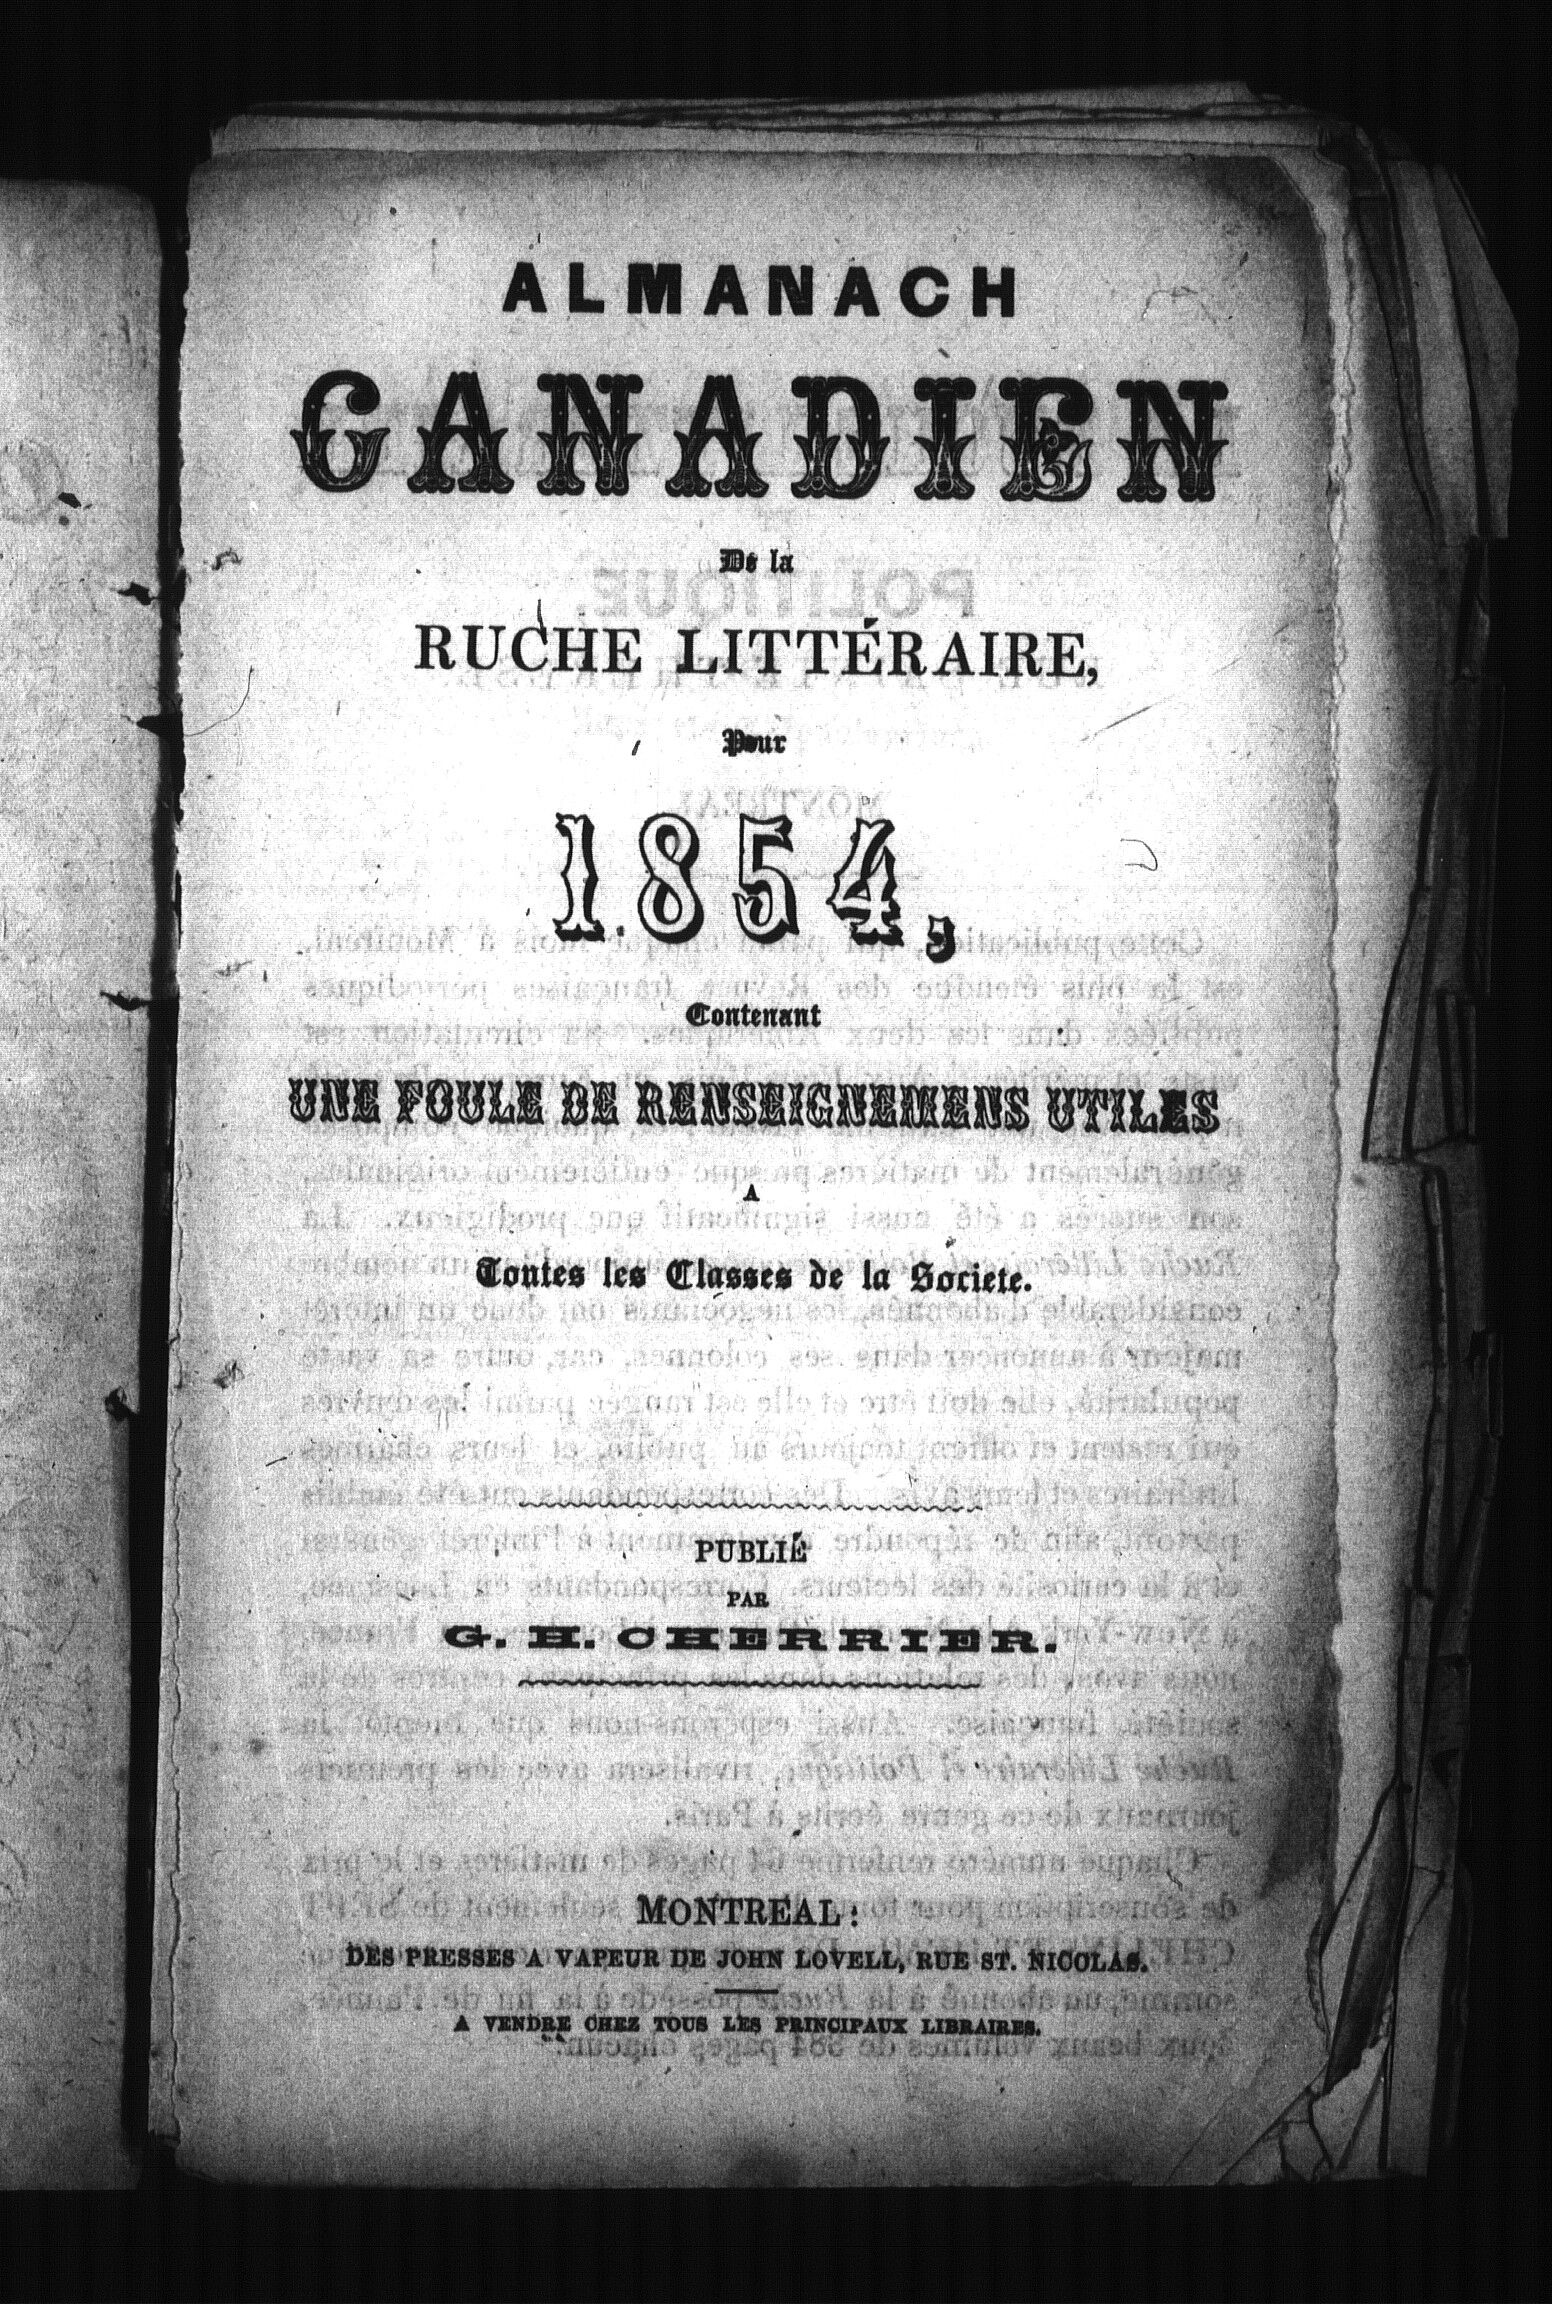 ALMANACH
CANADIEN
De la
RUCHE LITTÉRAIRE,
Pour
1854,
Contenant
UNE FOULE DE RENSEIGNEMENS UTILES
A
Toutes les Classes de la Societe.
PUBLIÉ
PAR
G. H. CHERRIER.
MONTREAL:
DES PRESSES A VAPEUR DE JOHN LOVELL, RUE ST. NICOLAS.
A VENDRE CHEZ TOUS LES PRINCIPAUX LIBRAIRES.